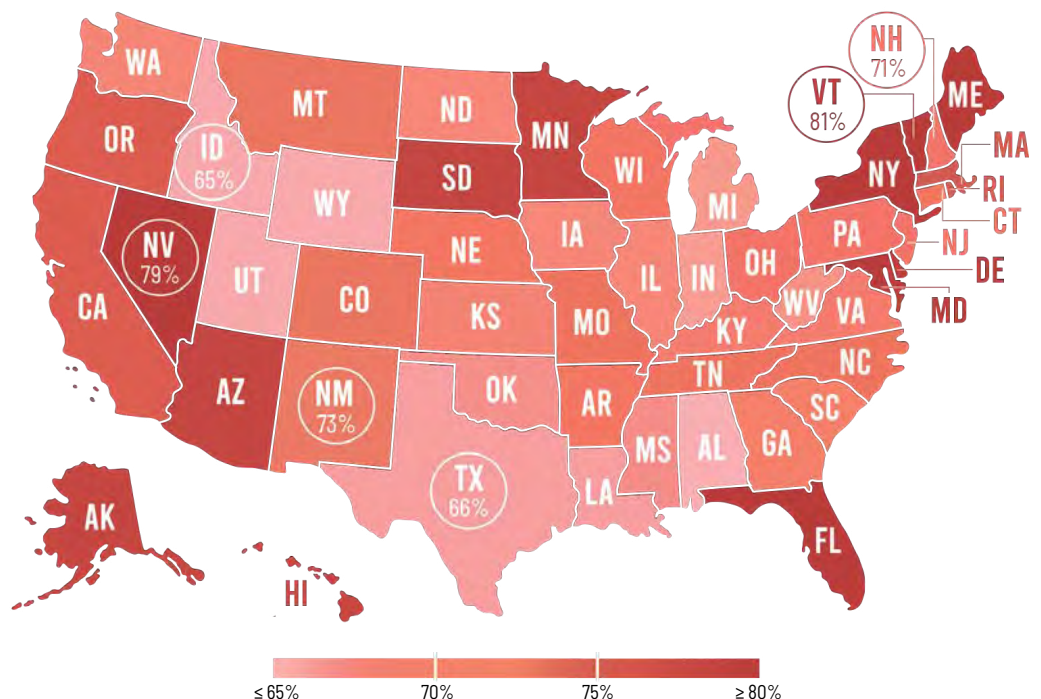 NH
71%
WA
VT
81%
ME
MT
ND
MN
OR
MA
ID
65%
WI
NY
SD
RI
WY
MI
CT
IA
PA
NJ
NV
79%
NE
OH
DE
UT
IL
IN
CO
WV
VA
MD
CA
KS
MO
KY
NC
TN
AZ
NM
73%
OK
AR
SC
MS
AL
GA
TX
66%
LA
AK
FL
HI
≤ 65%
70%
75%
≥ 80%